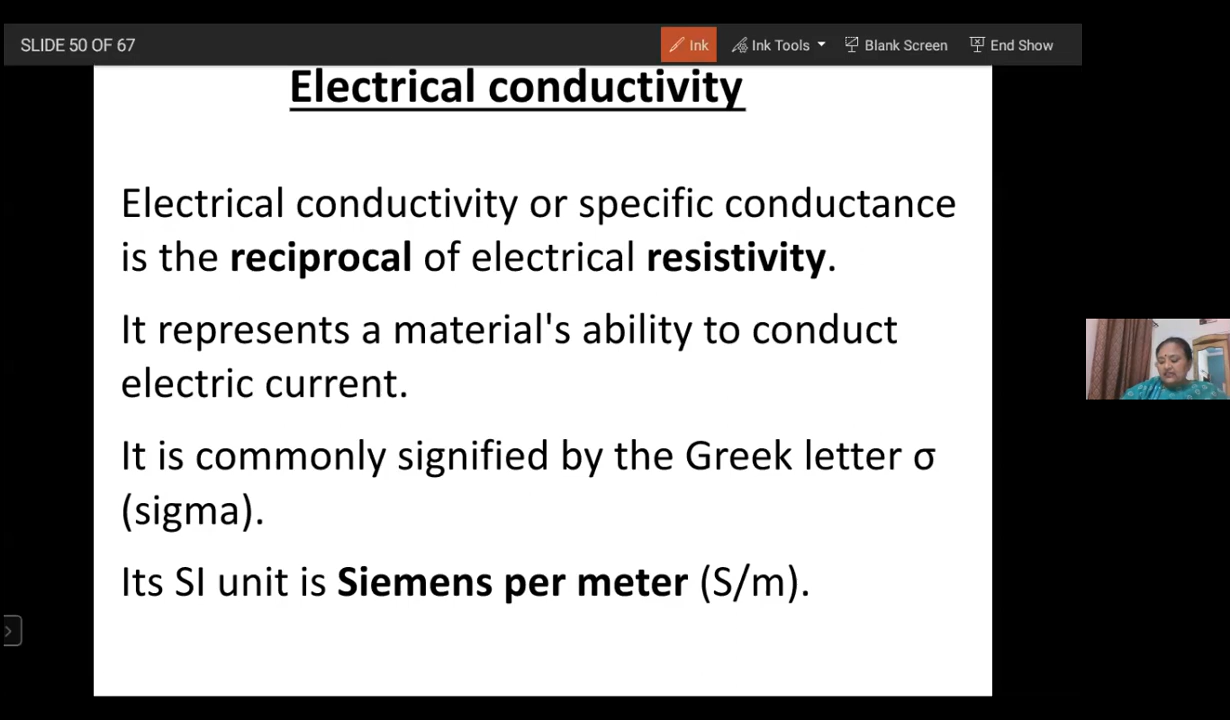 SLIDE 50 OF 67
Ink
Ink Tools
Blank Screen
End Show
Electrical conductivity
Electrical conductivity or specific conductance
is the reciprocal of electrical resistivity.
It represents a material's ability to conduct
electric current.
It is commonly signified by the Greek letter σ
(sigma).
Its SI unit is Siemens per meter (S/m).